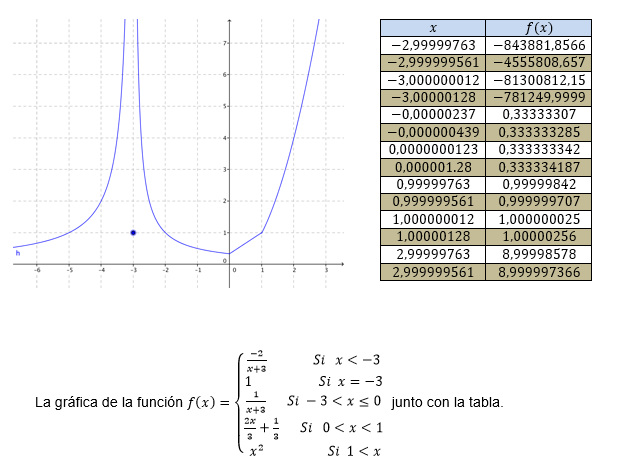 7
6
5
4
3
2
1
0
-6 -5 -4 -3 -2 -1 0 1 2 3
h
x f(x)
−2,99999763 −843881,8566
−2,999999561 −4555808,657
−3,000000012 −81300812,15
−3,00000128 −781249,9999
−0,00000237 0,33333307
−0,000000439 0,333333285
0,0000000123 0,333333342
0,000001.28 0,333334187
0,99999763 0,99999842
0,999999561 0,999999707
1,000000012 1,000000025
1,00000128 1,00000256
2,99999763 8,99998578
2,999999561 8,999997366
La gráfica de la función f(x) = { junto con la tabla.
−2/x+3 Si x < −3
1 Si x = −3
1/x+3 Si − 3 < x ≤ 0
2x/3 + 1/3 Si 0 < x < 1
x² Si 1 < x